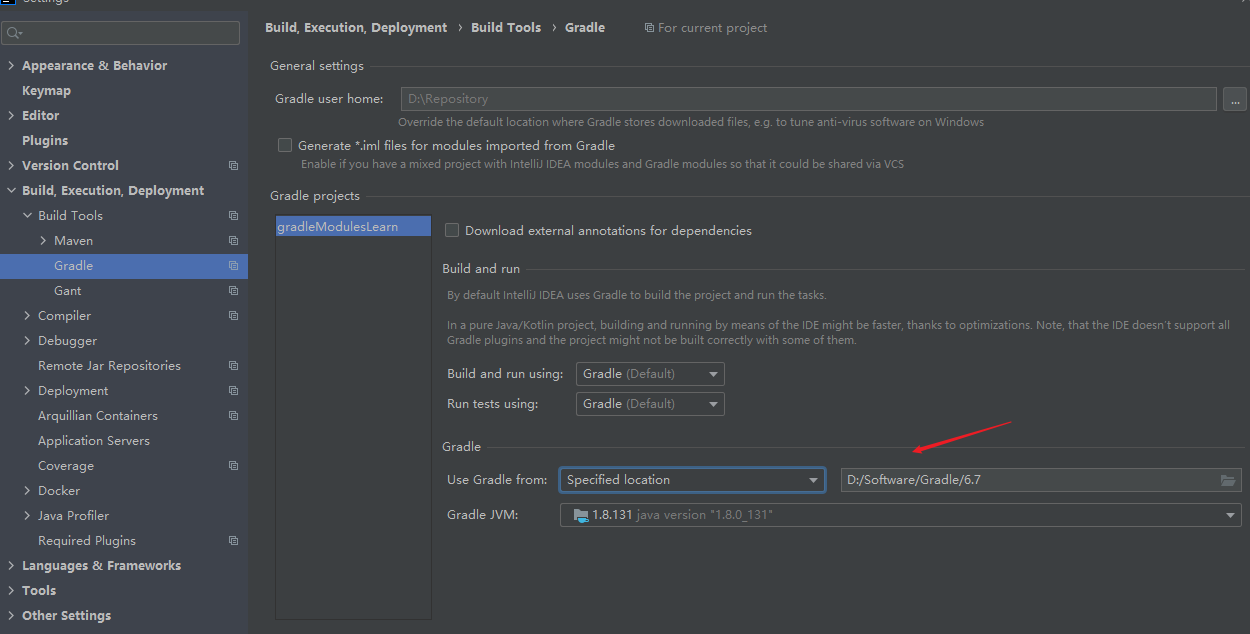 Settings
Build, Execution, Deployment › Build Tools › Gradle For current project
Appearance & Behavior
Keymap
Editor
Plugins
Version Control
Build, Execution, Deployment
Build Tools
Maven
Gradle
Gant
Compiler
Debugger
Remote Jar Repositories
Deployment
Arquillian Containers
Application Servers
Coverage
Docker
Java Profiler
Required Plugins
Languages & Frameworks
Tools
Other Settings
General settings
Gradle user home: D:\Repository ...
Override the default location where Gradle stores downloaded files, e.g. to tune anti-virus software on Windows
Generate *.iml files for modules imported from Gradle
Enable if you have a mixed project with IntelliJ IDEA modules and Gradle modules so that it could be shared via VCS
Gradle projects
gradleModulesLearn
Download external annotations for dependencies
Build and run
By default IntelliJ IDEA uses Gradle to build the project and run the tasks.
In a pure Java/Kotlin project, building and running by means of the IDE might be faster, thanks to optimizations. Note, that the IDE doesn't support all
Gradle plugins and the project might not be built correctly with some of them.
Build and run using: Gradle (Default)
Run tests using: Gradle (Default)
Gradle
Use Gradle from: Specified location D:/Software/Gradle/6.7
Gradle JVM: 1.8.131 java version "1.8.0_131"